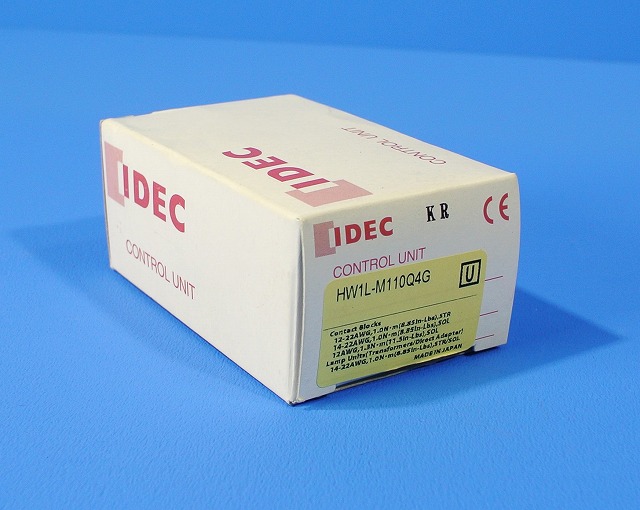 IDEC
CONTROL UNIT
IDEC
CONTROL UNIT
IDEC
KR
CE
CONTROL UNIT
HW1L-M110Q4G
U
Contact Blocks
12-22AWG,1.0N·m(8.85in-Lbs),STR
14-22AWG,1.0N·m(8.85in-Lbs),SOL
12AWG,1.3N·m(11.5in-Lbs),SOL
Lamp Units(Transformers/Direct Adapter)
14-22AWG,1.0N·m(8.85in-Lbs),STR/SOL
MADE IN JAPAN